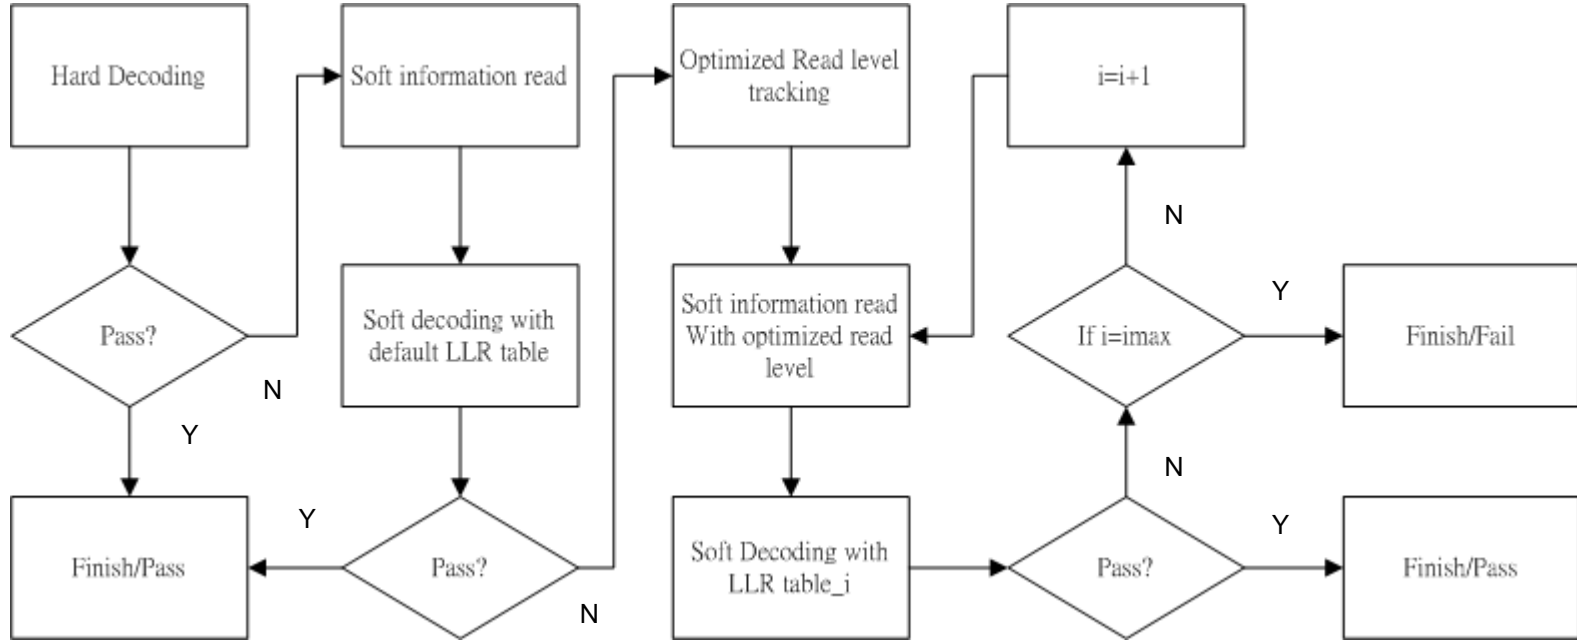 Hard Decoding
Pass?
N
Y
Finish/Pass
Soft information read
Soft decoding with
default LLR table
Y
Pass?
N
Optimized Read level
tracking
Soft information read
With optimized read
level
Soft Decoding with
LLR table_i
Pass?
N
Y
Finish/Pass
If i=imax
N
Y
Finish/Fail
i=i+1